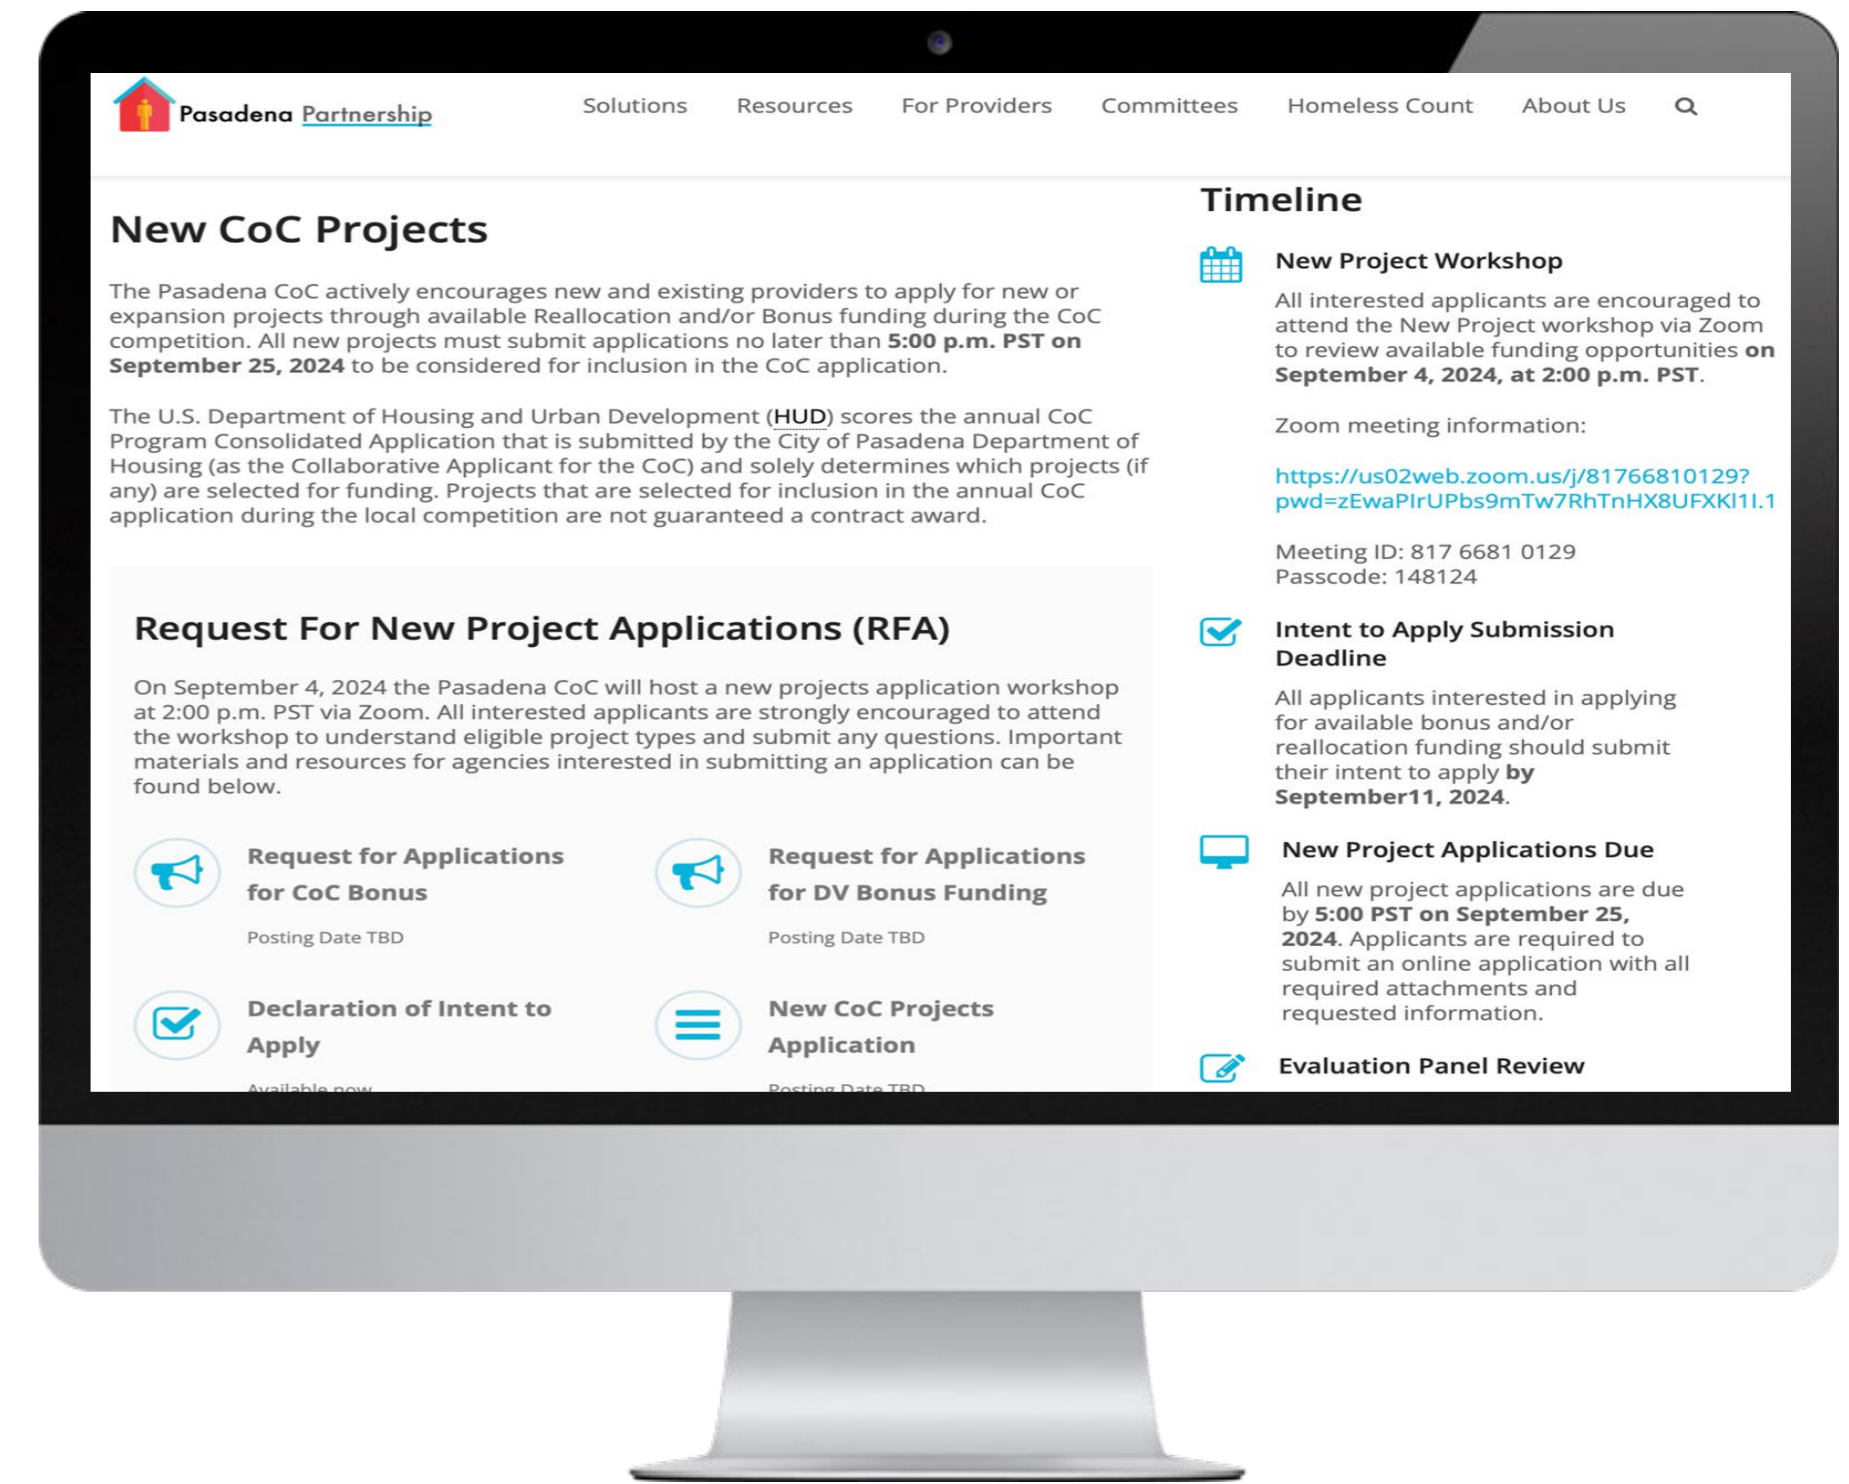 Pasadena Partnership
Solutions
Resources
For Providers
Committees
Homeless Count
About Us
New CoC Projects
The Pasadena CoC actively encourages new and existing providers to apply for new or
expansion projects through available Reallocation and/or Bonus funding during the CoC
competition. All new projects must submit applications no later than 5:00 p.m. PST on
September 25, 2024 to be considered for inclusion in the CoC application.
The U.S. Department of Housing and Urban Development (HUD) scores the annual CoC
Program Consolidated Application that is submitted by the City of Pasadena Department of
Housing (as the Collaborative Applicant for the CoC) and solely determines which projects (if
any) are selected for funding. Projects that are selected for inclusion in the annual CoC
application during the local competition are not guaranteed a contract award.
Request For New Project Applications (RFA)
On September 4, 2024 the Pasadena CoC will host a new projects application workshop
at 2:00 p.m. PST via Zoom. All interested applicants are strongly encouraged to attend
the workshop to understand eligible project types and submit any questions. Important
materials and resources for agencies interested in submitting an application can be
found below.
Request for Applications
for CoC Bonus
Posting Date TBD
Request for Applications
for DV Bonus Funding
Posting Date TBD
Declaration of Intent to
Apply
Available now
New CoC Projects
Application
Posting Date TBD
Timeline
New Project Workshop
All interested applicants are encouraged to
attend the New Project workshop via Zoom
to review available funding opportunities on
September 4, 2024, at 2:00 p.m. PST.
Zoom meeting information:
https://us02web.zoom.us/j/81766810129?
pwd=zEwaPIrUPbs9mTw7RhTnHX8UFXKl1I.1
Meeting ID: 817 6681 0129
Passcode: 148124
Intent to Apply Submission
Deadline
All applicants interested in applying
for available bonus and/or
reallocation funding should submit
their intent to apply by
September11, 2024.
New Project Applications Due
All new project applications are due
by 5:00 PST on September 25,
2024. Applicants are required to
submit an online application with all
required attachments and
requested information.
Evaluation Panel Review